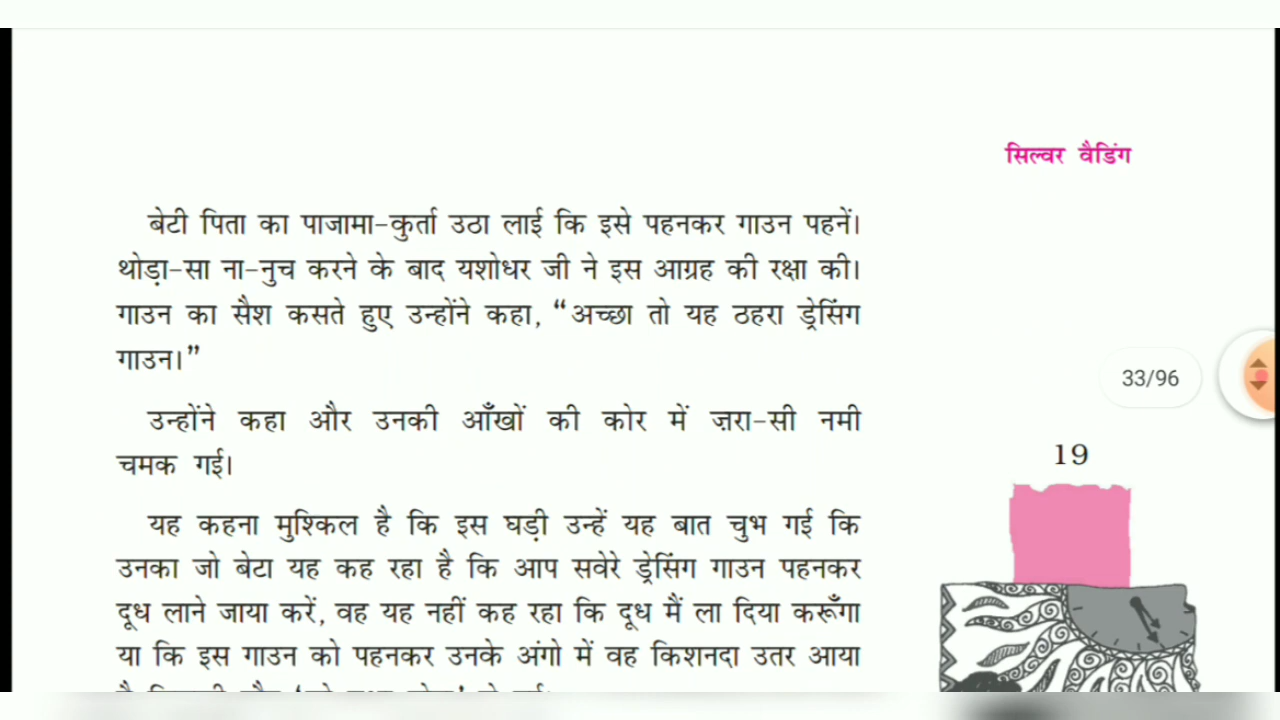 सिल्वर वैडिंग
बेटी पिता का पाजामा-कुर्ता उठा लाई कि इसे पहनकर गाउन पहनें।
थोड़ा-सा ना-नुच करने के बाद यशोधर जी ने इस आग्रह की रक्षा की।
गाउन का सैश कसते हुए उन्होंने कहा, “अच्छा तो यह ठहरा ड्रेसिंग
गाउन।”
33/96
उन्होंने कहा और उनकी आँखों की कोर में ज़रा-सी नमी
चमक गई।
19
यह कहना मुश्किल है कि इस घड़ी उन्हें यह बात चुभ गई कि
उनका जो बेटा यह कह रहा है कि आप सवेरे ड्रेसिंग गाउन पहनकर
दूध लाने जाया करें, वह यह नहीं कह रहा कि दूध मैं ला दिया करूँगा
या कि इस गाउन को पहनकर उनके अंगो में वह किशनदा उतर आया